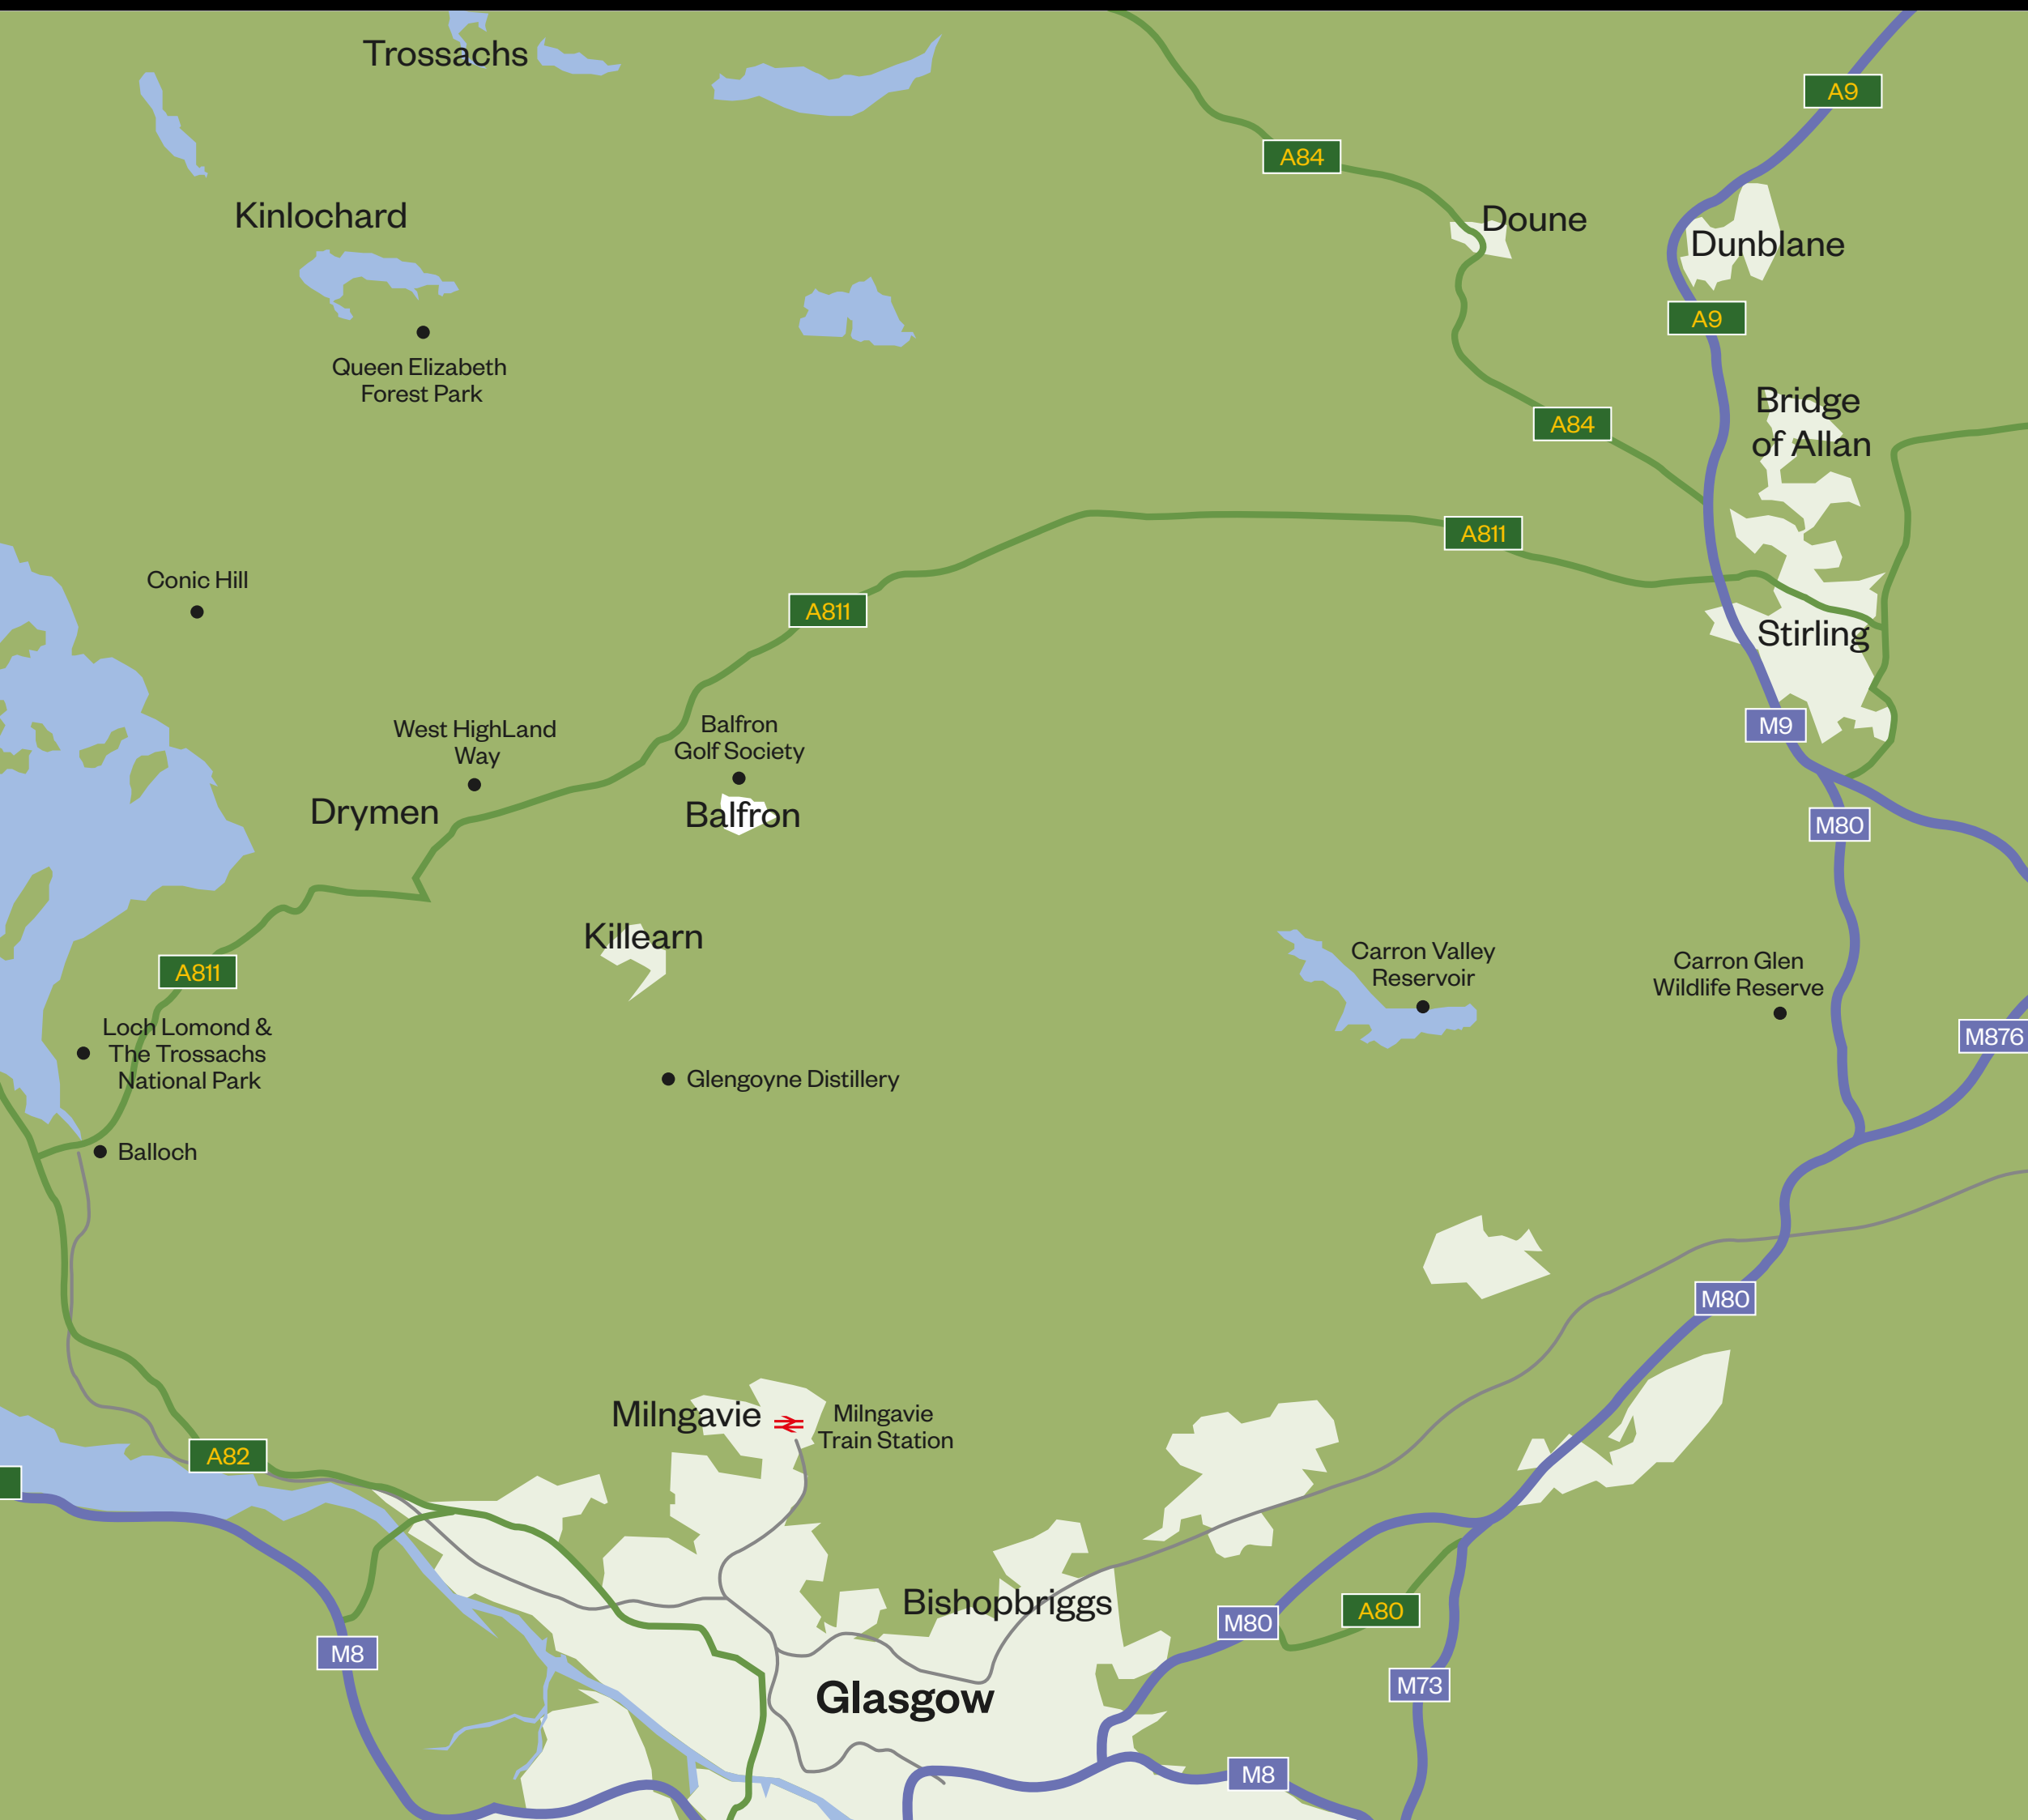 Trossachs
A9
A84
Kinlochard
Doune
Dunblane
A9
Queen Elizabeth
Forest Park
Bridge
of Allan
A84
A811
Conic Hill
A811
Stirling
West HighLand
Way
Balfron
Golf Society
M9
Drymen
Balfron
M80
Killearn
Carron Valley
Reservoir
Carron Glen
Wildlife Reserve
A811
Loch Lomond &
The Trossachs
National Park
M876
Glengoyne Distillery
Balloch
M80
Milngavie
Milngavie
Train Station
A82
Bishopbriggs
M80
A80
M8
M73
Glasgow
M8